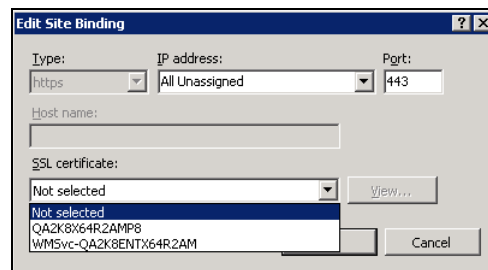 Edit Site Binding
Type:
IP address:
Port:
https
All Unassigned
443
Host name:
SSL certificate:
Not selected
View...
Not selected
QA2K8X64R2AMP8
WMSvc-QA2K8ENTX64R2AM
Cancel